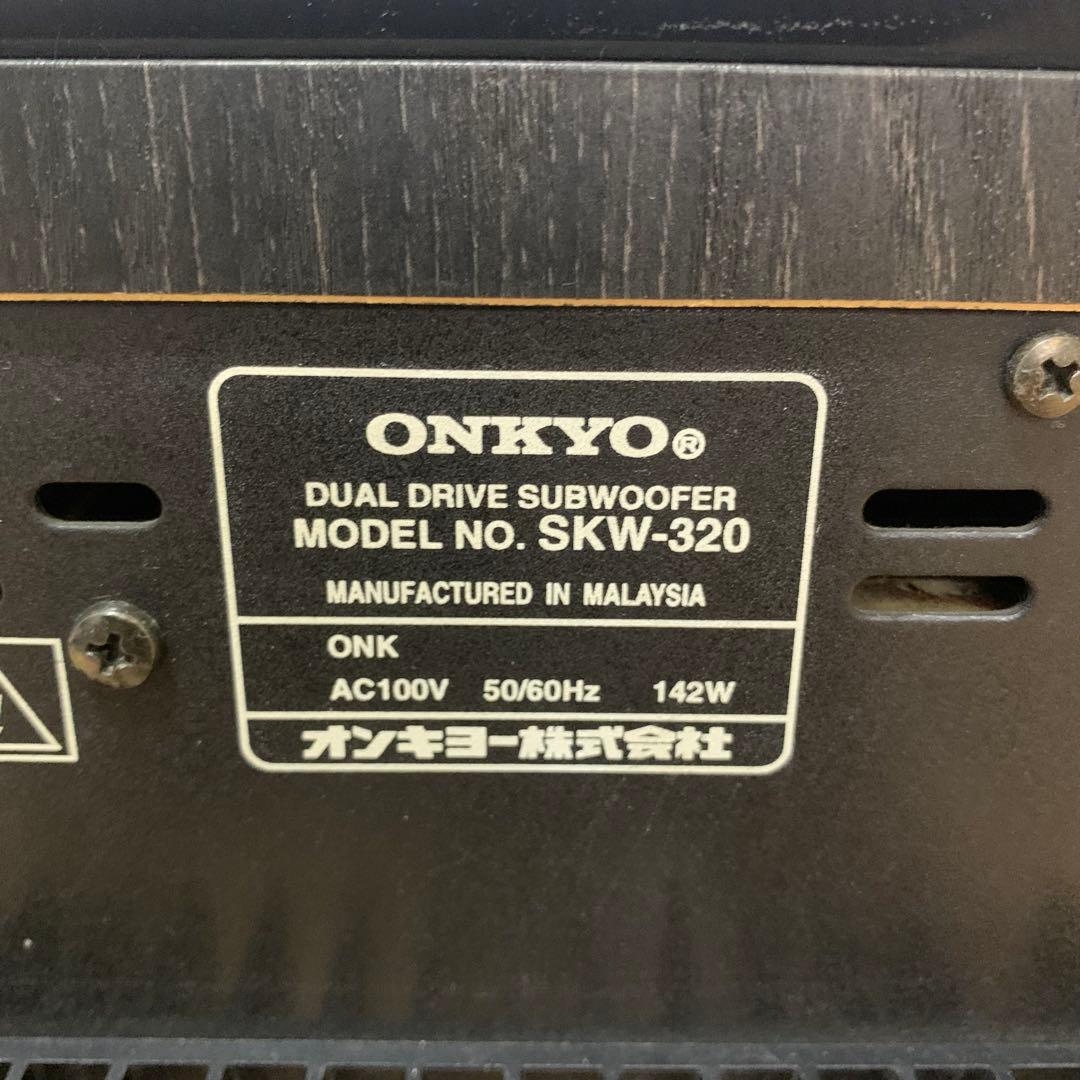 ONKYO®
DUAL DRIVE SUBWOOFER
MODEL NO. SKW-320
MANUFACTURED IN MALAYSIA
ONK
AC100V 50/60Hz 142W
オンキヨー株式会社